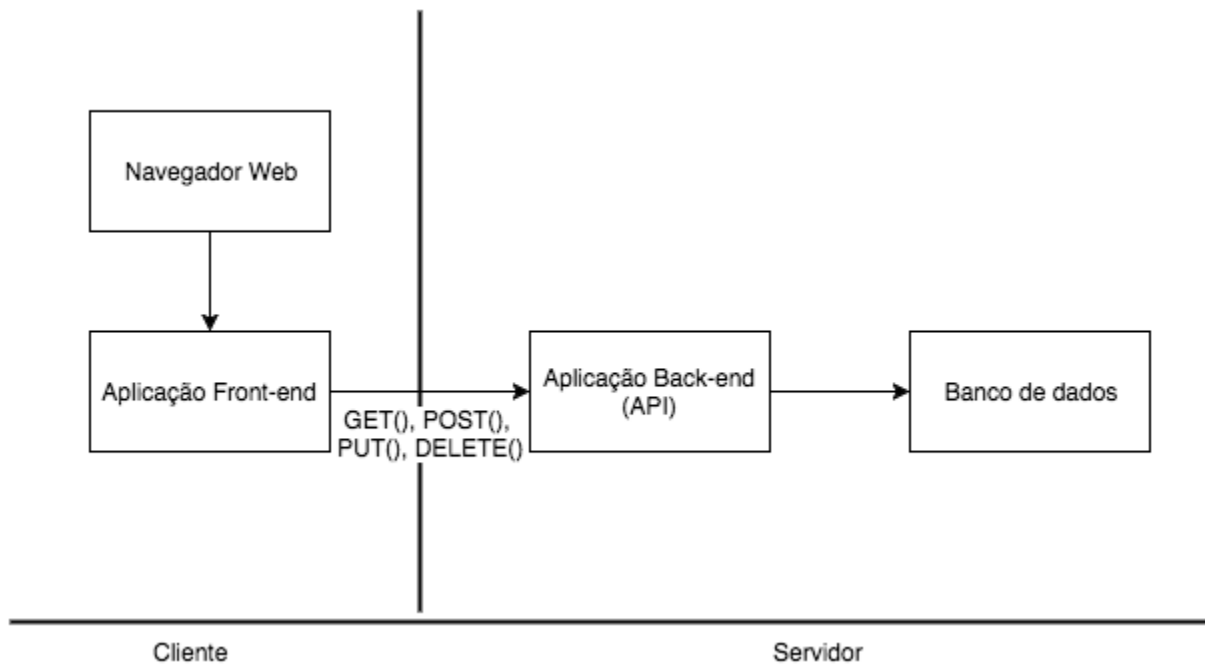 Navegador Web
Aplicação Front-end
GET(), POST(),
PUT(), DELETE()
Aplicação Back-end
(API)
Banco de dados
Cliente
Servidor